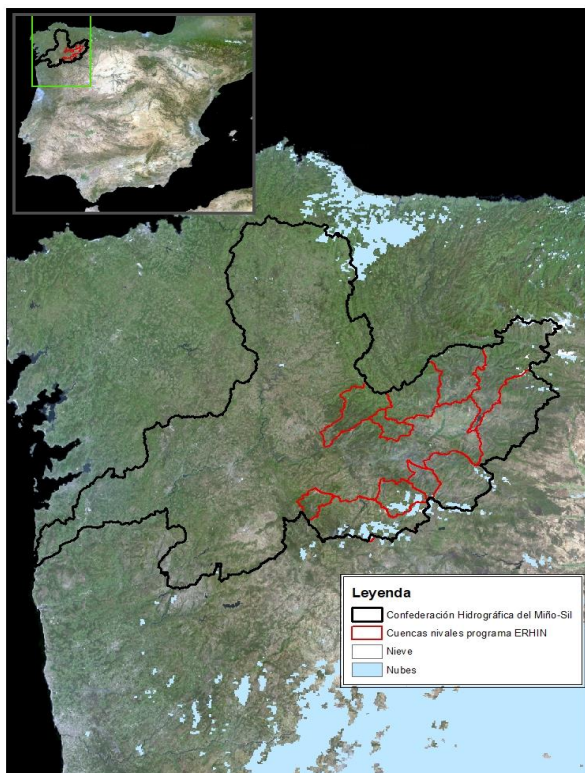 Leyenda
Confederación Hidrográfica del Miño-Sil
Cuencas nivales programa ERHIN
Nieve
Nubes